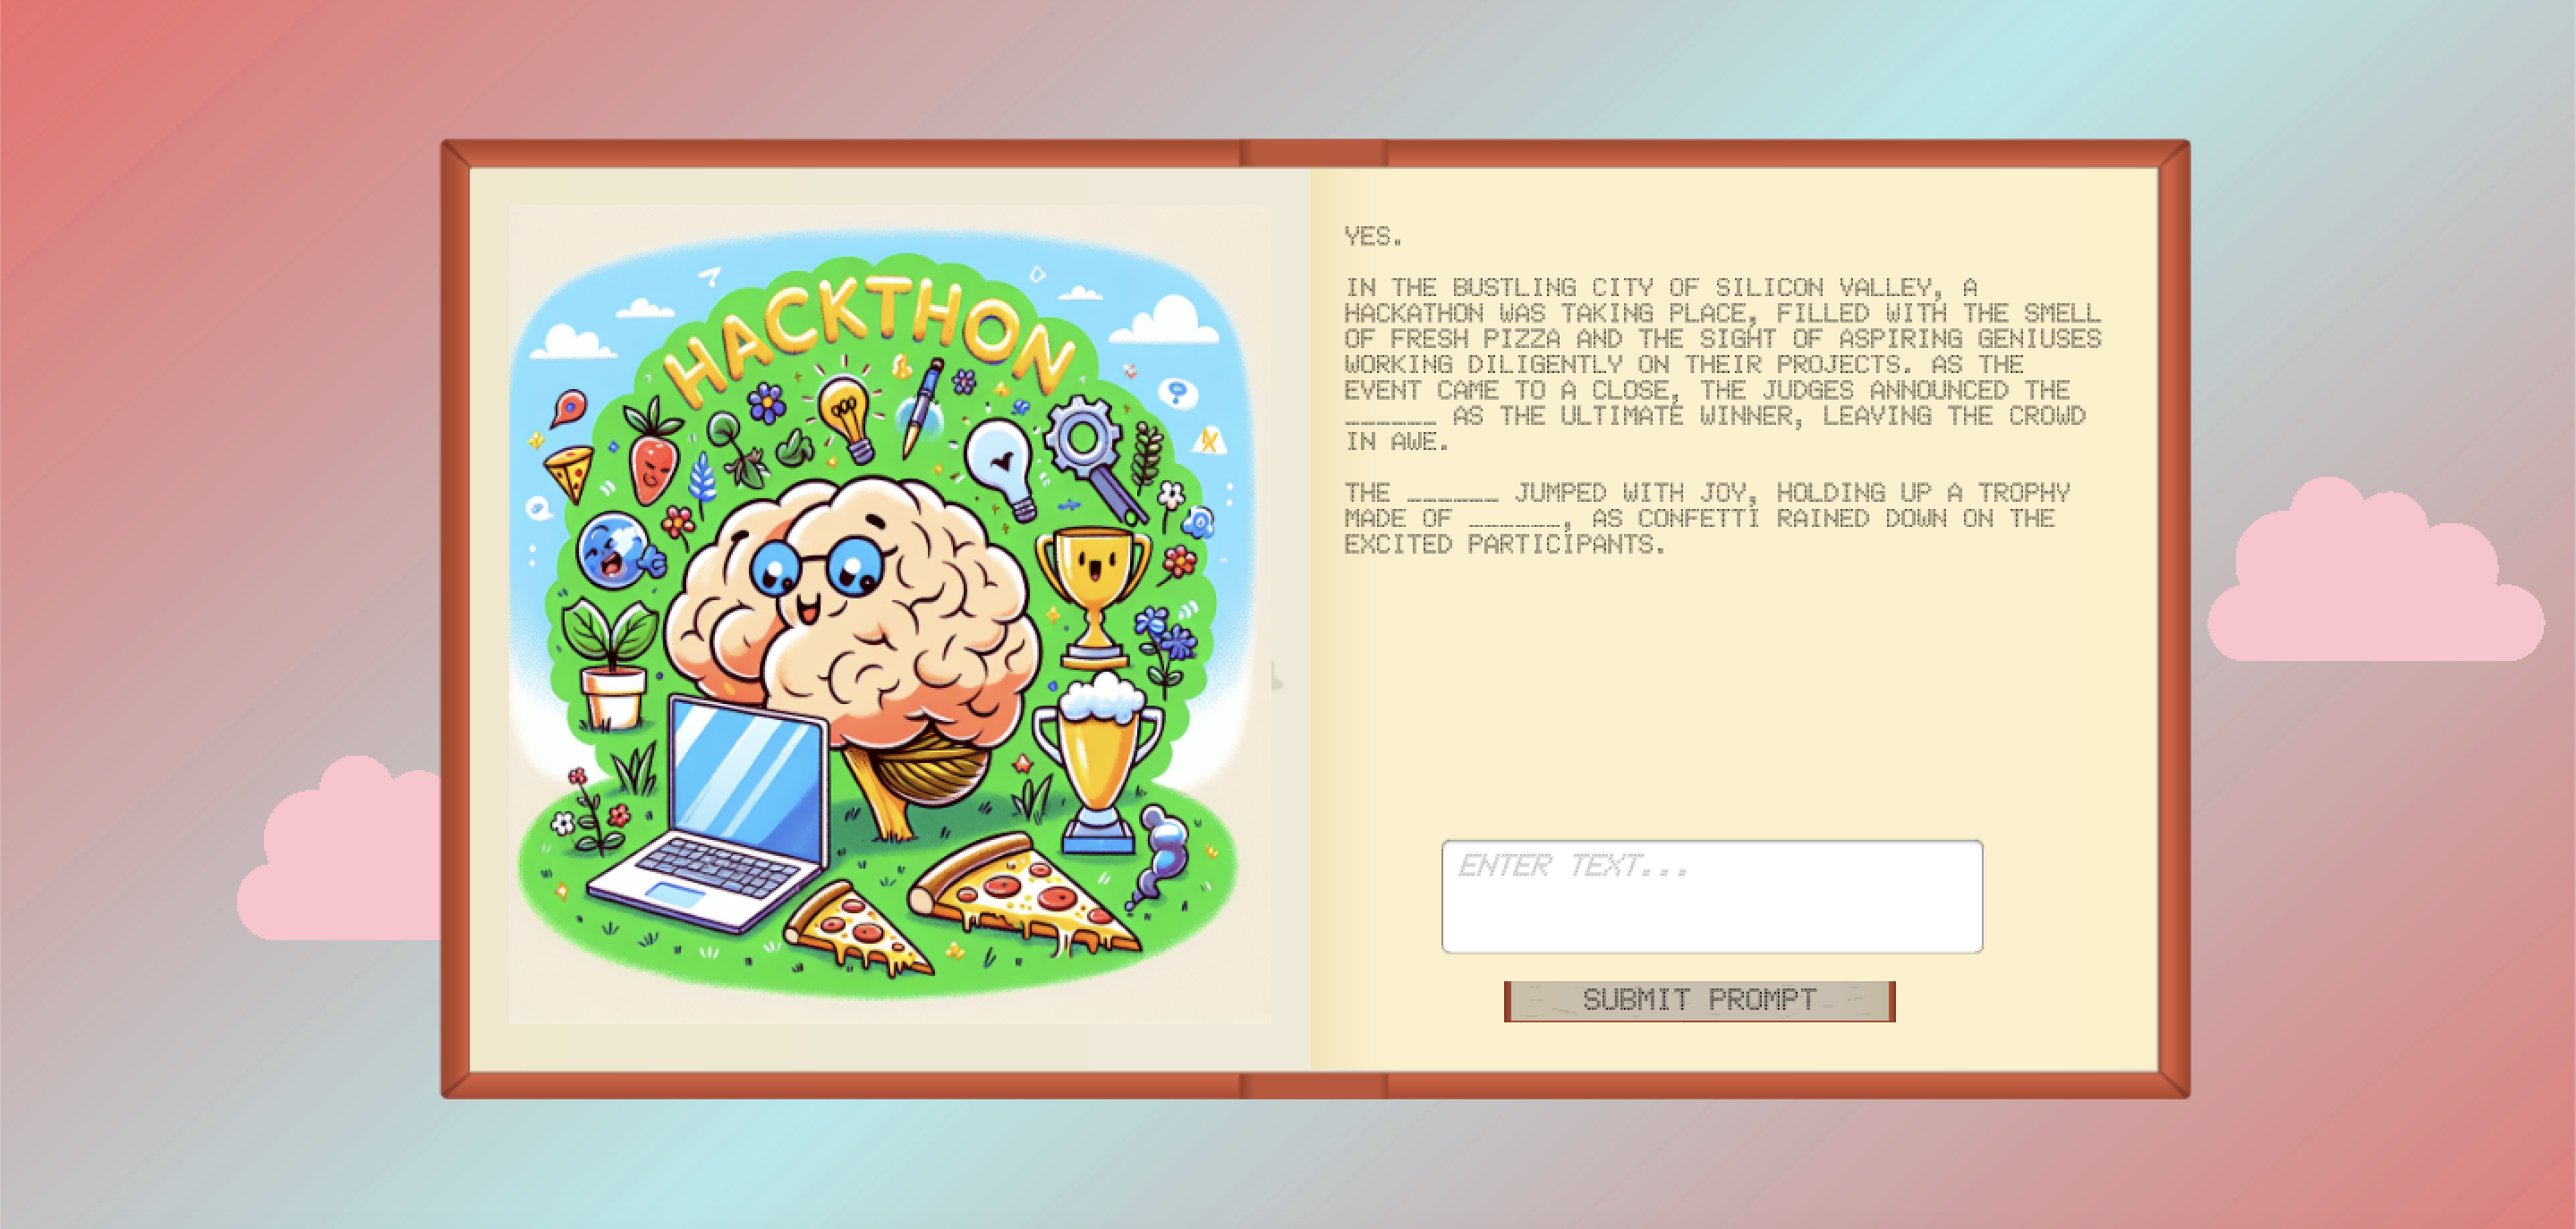 HACKTHON
YES.
IN THE BUSTLING CITY OF SILICON VALLEY, A
HACKATHON WAS TAKING PLACE, FILLED WITH THE SMELL
OF FRESH PIZZA AND THE SIGHT OF ASPIRING GENIUSES
WORKING DILIGENTLY ON THEIR PROJECTS. AS THE
EVENT CAME TO A CLOSE, THE JUDGES ANNOUNCED THE
______ AS THE ULTIMATE WINNER, LEAVING THE CROWD
IN AWE.
THE ______ JUMPED WITH JOY, HOLDING UP A TROPHY
MADE OF ______, AS CONFETTI RAINED DOWN ON THE
EXCITED PARTICIPANTS.
ENTER TEXT...
SUBMIT PROMPT